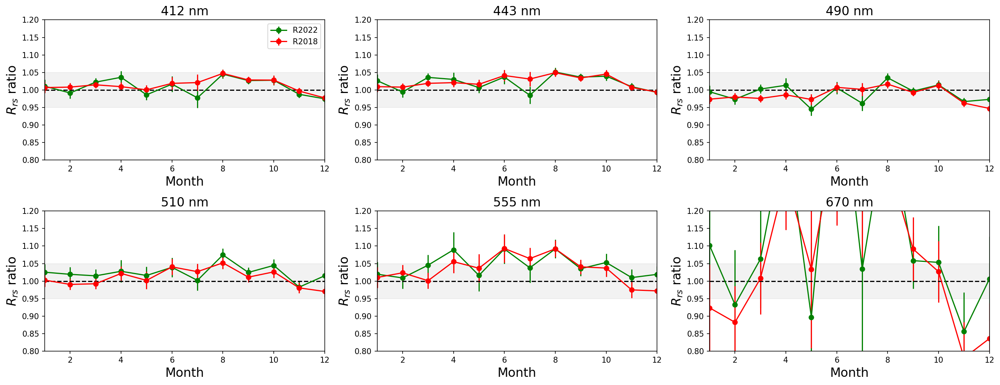 412 nm
1.20
1.15
1.10
1.05
1.00
0.95
0.90
0.85
0.80
R_rs ratio
R2022
R2018
2 4 6 8 10 12
Month
443 nm
1.20
1.15
1.10
1.05
1.00
0.95
0.90
0.85
0.80
R_rs ratio
2 4 6 8 10 12
Month
490 nm
1.20
1.15
1.10
1.05
1.00
0.95
0.90
0.85
0.80
R_rs ratio
2 4 6 8 10 12
Month
510 nm
1.20
1.15
1.10
1.05
1.00
0.95
0.90
0.85
0.80
R_rs ratio
2 4 6 8 10 12
Month
555 nm
1.20
1.15
1.10
1.05
1.00
0.95
0.90
0.85
0.80
R_rs ratio
2 4 6 8 10 12
Month
670 nm
1.20
1.15
1.10
1.05
1.00
0.95
0.90
0.85
0.80
R_rs ratio
2 4 6 8 10 12
Month